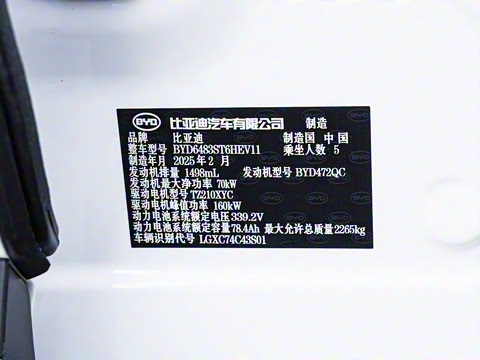 BYD 比亚迪汽车有限公司 制造
品牌 比亚迪 制造国 中国
整车型号 BYD6483ST6HEV11 乘坐人数 5
制造年月 2025年2月
发动机排量 1498mL 发动机型号 BYD472QC
发动机最大净功率 70kW
驱动电机型号 TZ210XYC
驱动电机峰值功率 160kW
动力电池系统额定电压 339.2V
动力电池系统额定容量 78.4Ah 最大允许总质量 2265kg
车辆识别代号 LGXC74C43S01